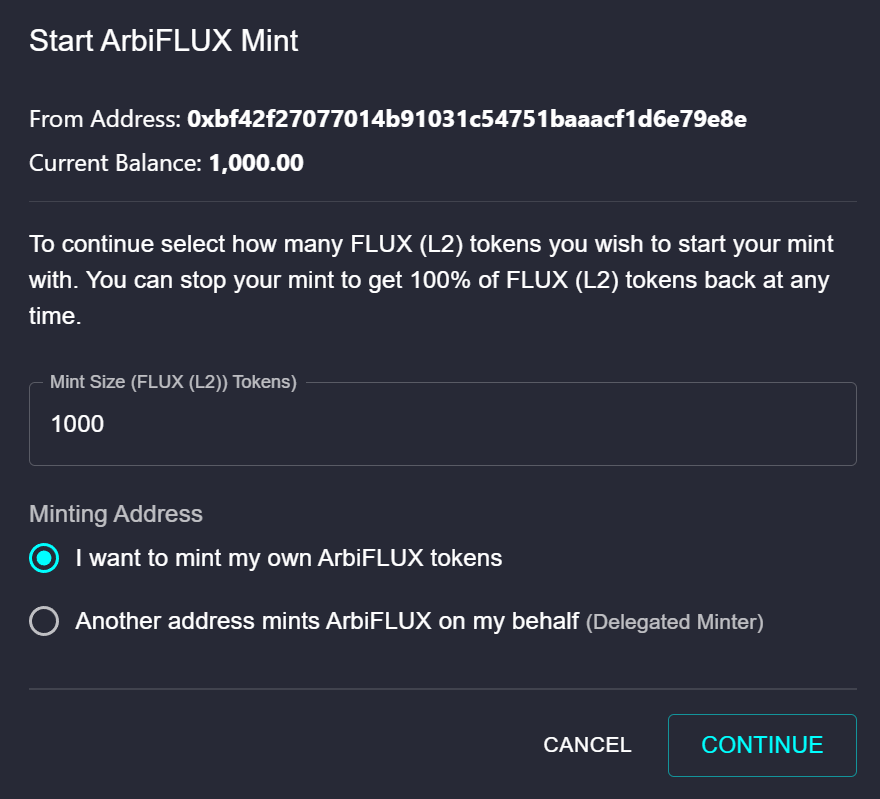 Start ArbiFLUX Mint
From Address: 0xbf42f27077014b91031c54751baaacf1d6e79e8e
Current Balance: 1,000.00
To continue select how many FLUX (L2) tokens you wish to start your mint
with. You can stop your mint to get 100% of FLUX (L2) tokens back at any
time.
Mint Size (FLUX (L2)) Tokens)
1000
Minting Address
I want to mint my own ArbiFLUX tokens
Another address mints ArbiFLUX on my behalf (Delegated Minter)
CANCEL CONTINUE